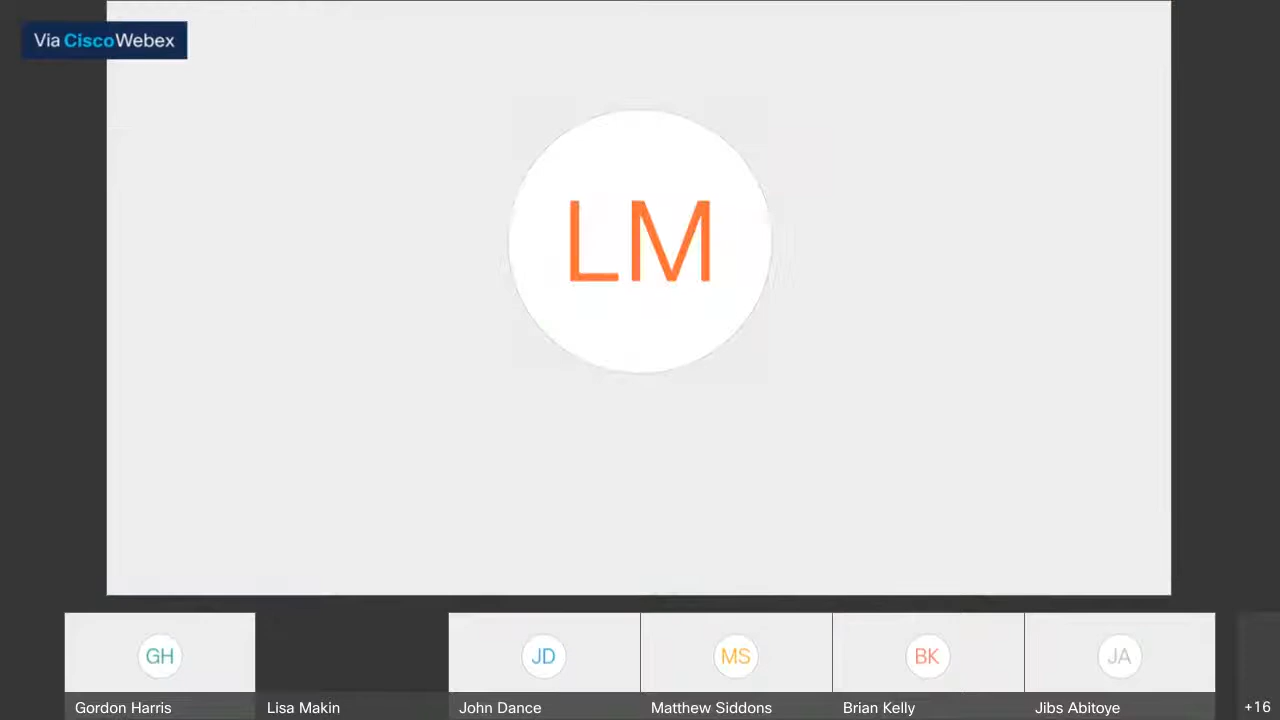 Via CiscoWebex
LM
GH
JD
MS
BK
JA
Gordon Harris
Lisa Makin
John Dance
Matthew Siddons
Brian Kelly
Jibs Abitoye
+16